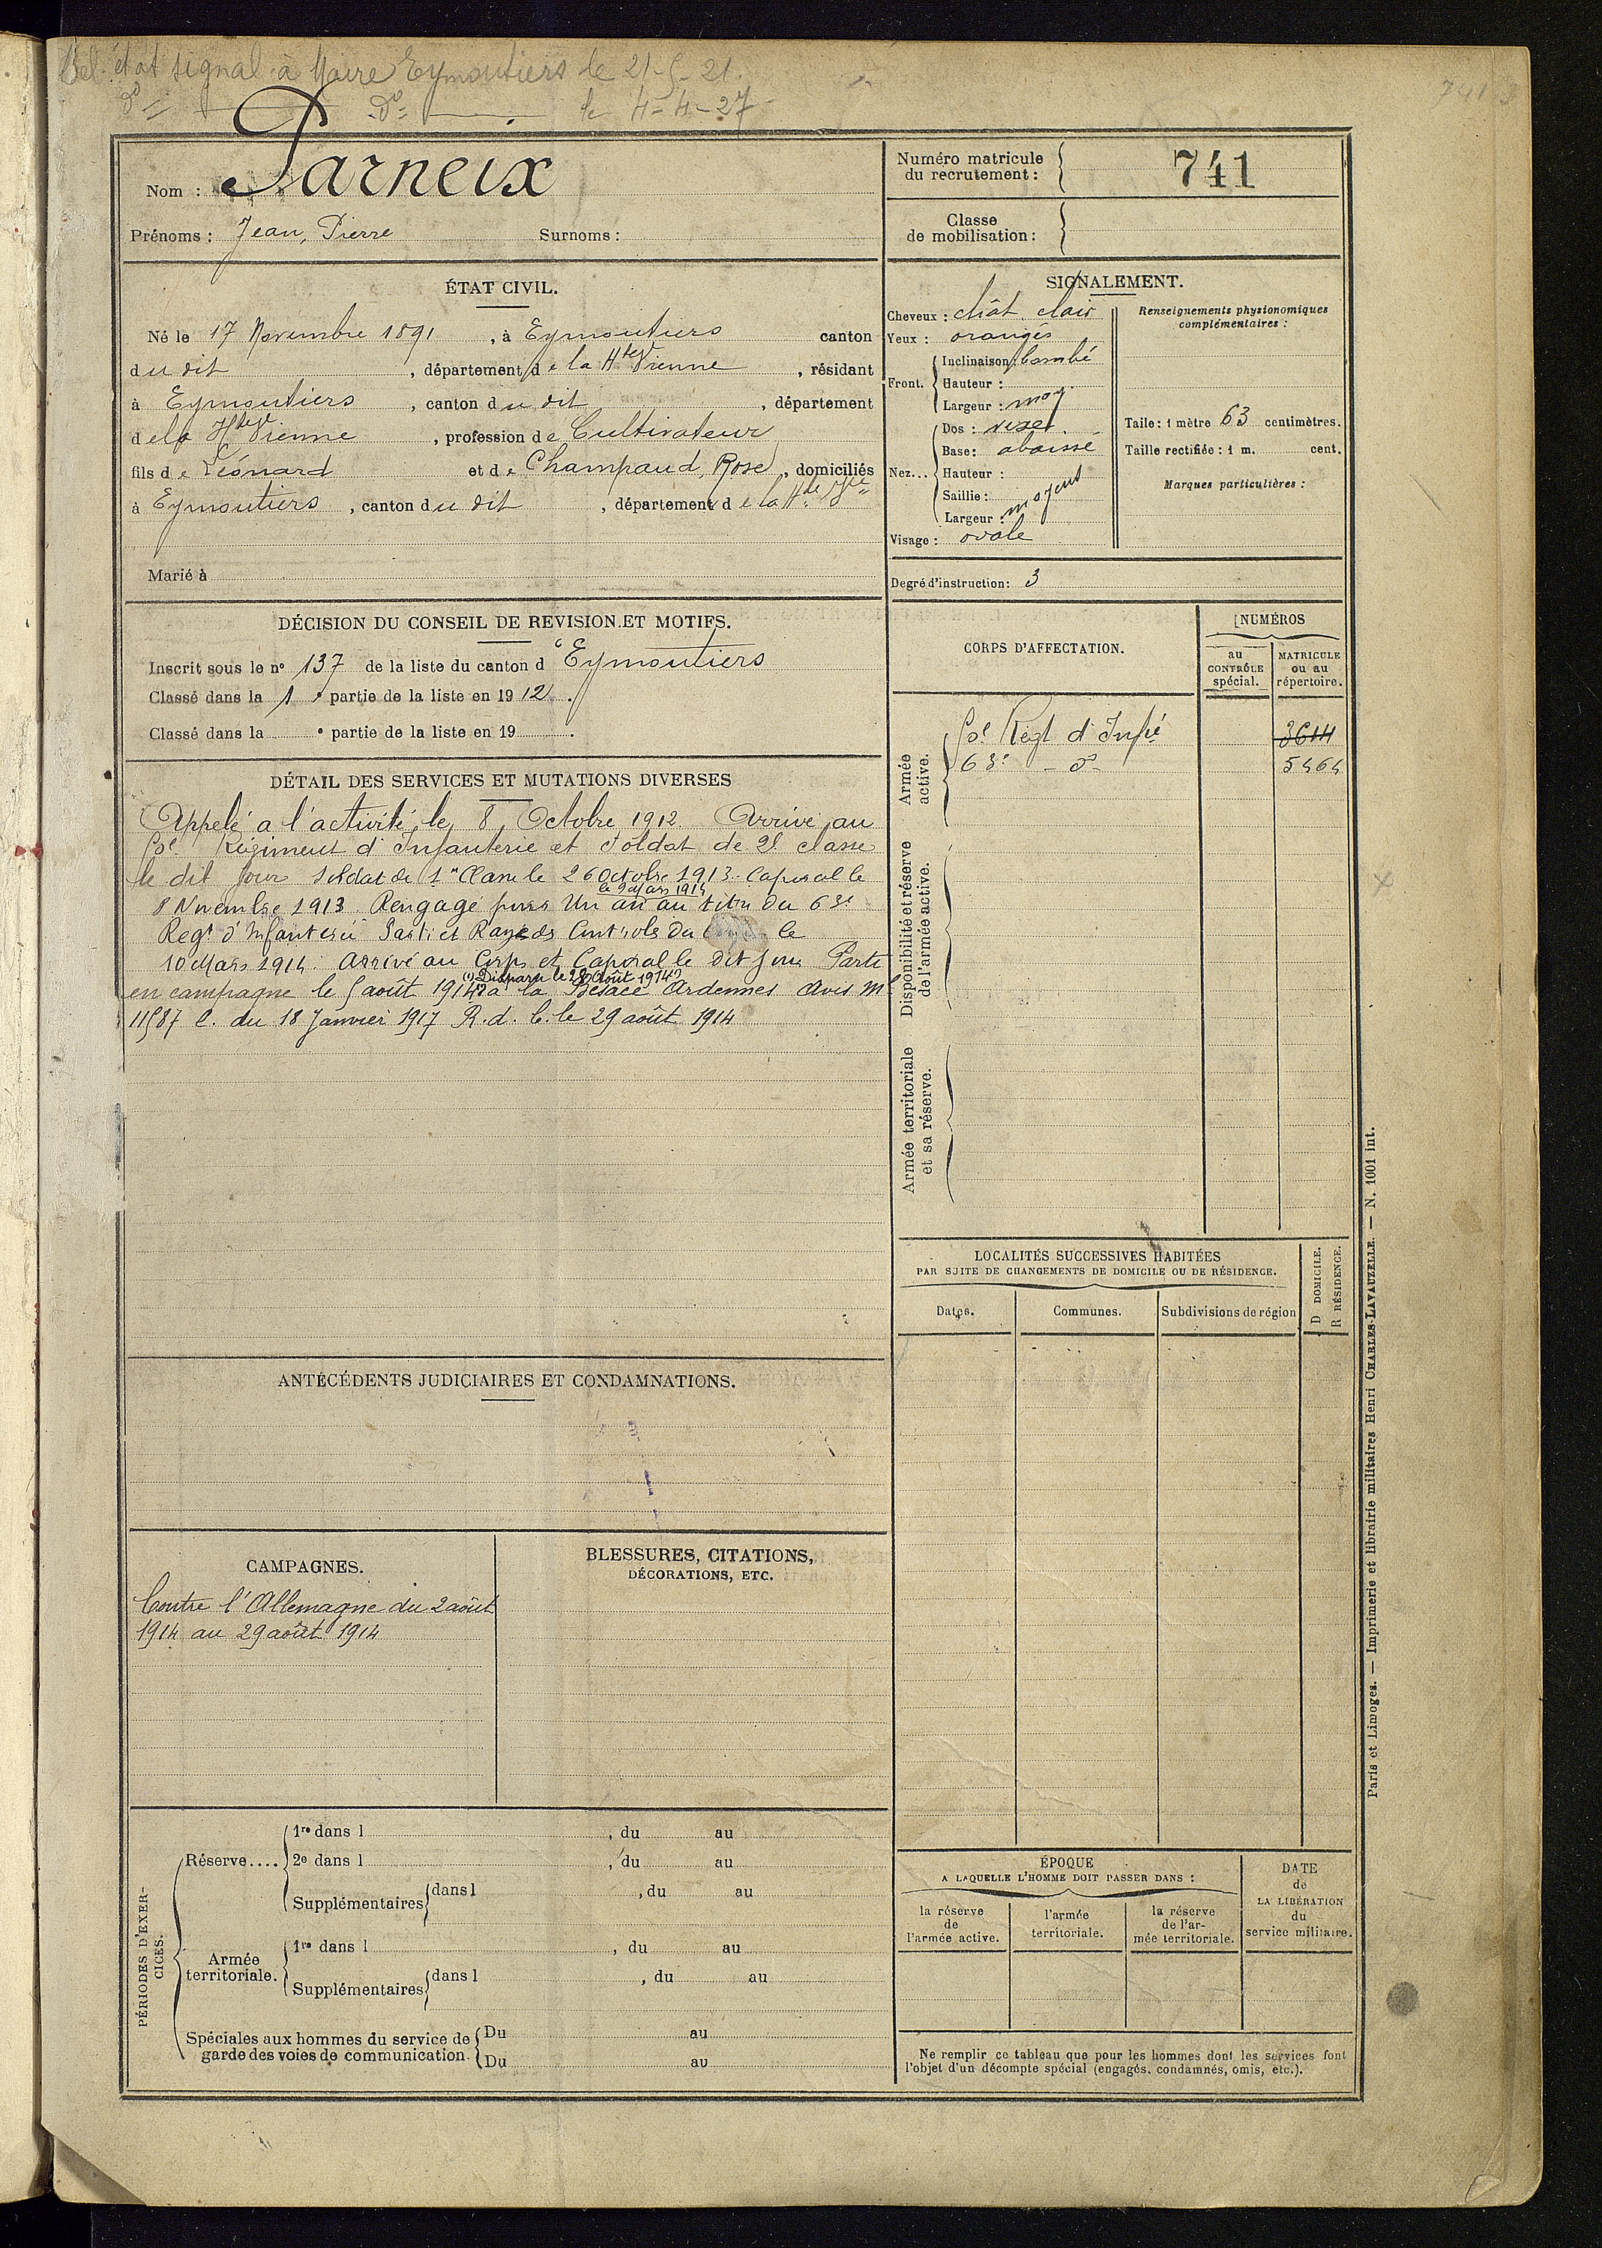 Del. état signal. à Maire Eymoutiers le 21-5-21.
d° = d° = le 4-4-27
741
Nom : Parneix
Prénoms : Jean, Pierre Surnoms :
Numéro matricule
du recrutement :
741
Classe
de mobilisation :
ÉTAT CIVIL.
Né le 17 Novembre 1891, à Eymoutiers canton
du dit, département de la Hte Vienne, résidant
à Eymoutiers, canton du dit, département
de la Hte Vienne, profession de Cultivateur
fils de Léonard et de Champaud, Rose, domiciliés
à Eymoutiers, canton du dit, département de la Hte Vne
Marié à
SIGNALEMENT.
Cheveux : chât. clair
Yeux : orangés
Front.
Inclinaison : bombé
Hauteur :
Largeur : moy
Nez...
Dos :
Base : abaissé
Hauteur :
Saillie :
Largeur : moyens
Visage : ovale
Renseignements physionomiques
complémentaires :
Taille : 1 mètre 63 centimètres.
Taille rectifiée : 1 m. cent.
Marques particulières :
Degré d'instruction : 3
DÉCISION DU CONSEIL DE REVISION ET MOTIFS.
Inscrit sous le n° 137 de la liste du canton d'Eymoutiers
Classé dans la 1e partie de la liste en 1912.
Classé dans la e partie de la liste en 19 .
DÉTAIL DES SERVICES ET MUTATIONS DIVERSES
Appelé à l'activité le 8 Octobre 1912. Arrivé au
Régiment d'Infanterie et soldat de 2e classe
le dit jour Soldat de 1re Classe le 26 octobre 1913. Caporal le
le 9 Mars 1914
8 Novembre 1913 Rengagé pour Un an au titre du 63e
Regt d'Infanterie Parti et Rayé des Controles du le
10 Mars 1914. Arrivé au Corps et Caporal le dit jour Parti
(1) Disparu le 28 Août 1914
en campagne le 5 août 1914 (1) à la Besace Ardennes Avis Ml
11587 C. du 18 Janvier 1917 R.d.C. le 29 août 1914
CORPS D'AFFECTATION.
NUMÉROS
au
CONTRÔLE
spécial.
MATRICULE
ou au
répertoire.
Armée
active.
Regt d'Infie 3614
63e - d° - 5464
Disponibilité et réserve
de l'armée active.
Armée territoriale
et sa réserve.
LOCALITÉS SUCCESSIVES HABITÉES
PAR SUITE DE CHANGEMENTS DE DOMICILE OU DE RÉSIDENCE.
Dates.
Communes.
Subdivisions de région
D DOMICILE.
R RÉSIDENCE.
ANTÉCÉDENTS JUDICIAIRES ET CONDAMNATIONS.
CAMPAGNES.
Contre l'Allemagne du 2 août
1914 au 29 août 1914
BLESSURES, CITATIONS,
DÉCORATIONS, ETC.
PÉRIODES D'EXER-
CICES.
Réserve....
1re dans l , du au
2e dans l , du au
Supplémentaires dans l , du au
Armée
territoriale.
1re dans l , du au
Supplémentaires dans l , du au
Spéciales aux hommes du service de
garde des voies de communication.
Du au
Du au
ÉPOQUE
A LAQUELLE L'HOMME DOIT PASSER DANS :
la réserve
de
l'armée active.
l'armée
territoriale.
la réserve
de l'ar-
mée territoriale.
DATE
de
LA LIBÉRATION
du
service militaire.
Ne remplir ce tableau que pour les hommes dont les services font
l'objet d'un décompte spécial (engagés, condamnés, omis, etc.).
Paris et Limoges. — Imprimerie et librairie militaires Henri CHARLES-LAVAUZELLE. — N. 1001 int.